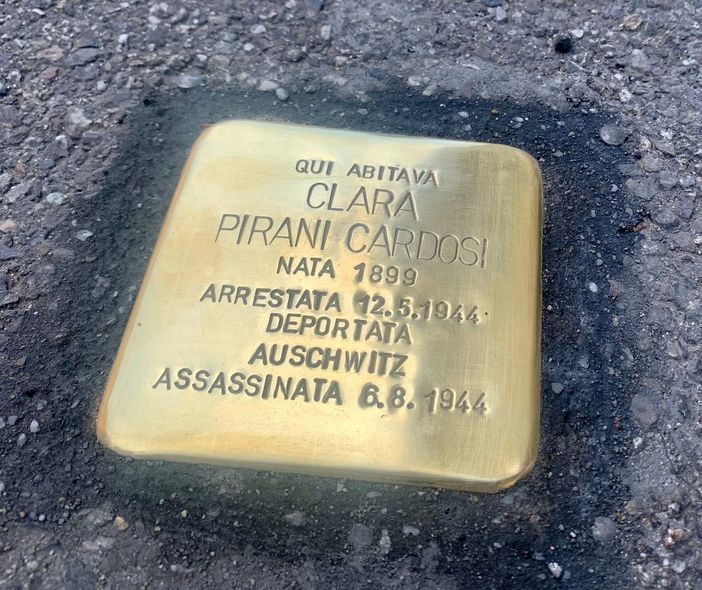 QUI ABITAVA
CLARA
PIRANI CARDOSI
NATA 1899
ARRESTATA 12.5.1944
DEPORTATA
AUSCHWITZ
ASSASSINATA 6.8.1944